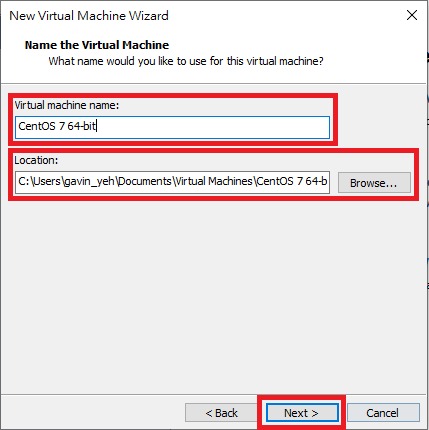 New Virtual Machine Wizard
Name the Virtual Machine
What name would you like to use for this virtual machine?
Virtual machine name:
CentOS 7 64-bit
Location:
C:\Users\gavin_yeh\Documents\Virtual Machines\CentOS 7 64-b
Browse...
< Back
Next >
Cancel